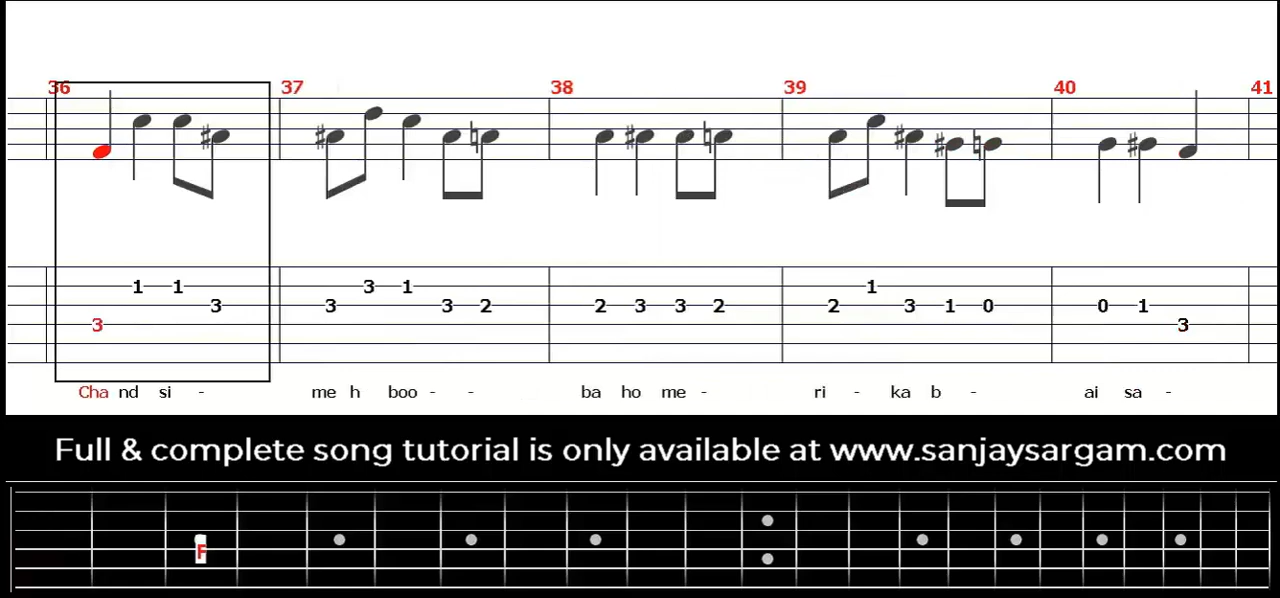 36 37 38 39 40 41
1 1 3 1 1
3 3 3 2 2 3 3 2 2 3 1 0 0 1
3 3
Cha nd si - me h boo - - ba ho me - ri - ka b - ai sa -
Full & complete song tutorial is only available at www.sanjaysargam.com
F